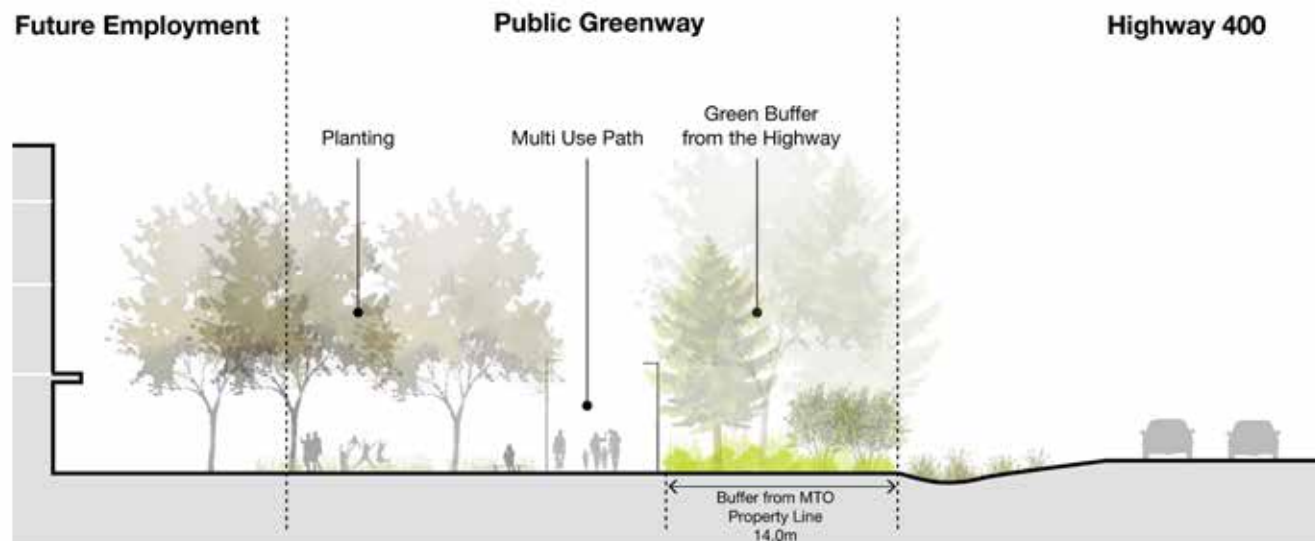 Future Employment
Public Greenway
Highway 400
Planting
Multi Use Path
Green Buffer
from the Highway
Buffer from MTO
Property Line
14.0m